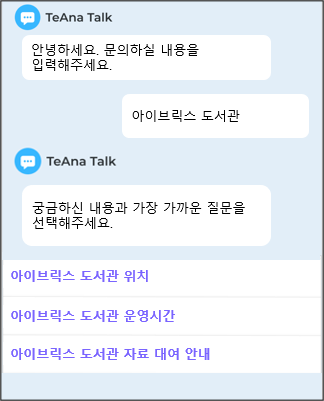 TeAna Talk
안녕하세요. 문의하실 내용을
입력해주세요.
아이브릭스 도서관
TeAna Talk
궁금하신 내용과 가장 가까운 질문을
선택해주세요.
아이브릭스 도서관 위치
아이브릭스 도서관 운영시간
아이브릭스 도서관 자료 대여 안내